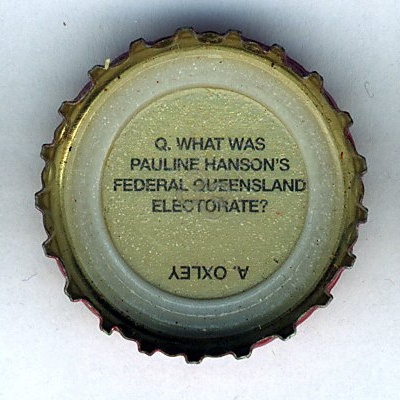 Q. WHAT WAS
PAULINE HANSON'S
FEDERAL QUEENSLAND
ELECTORATE?
A. OXLEY